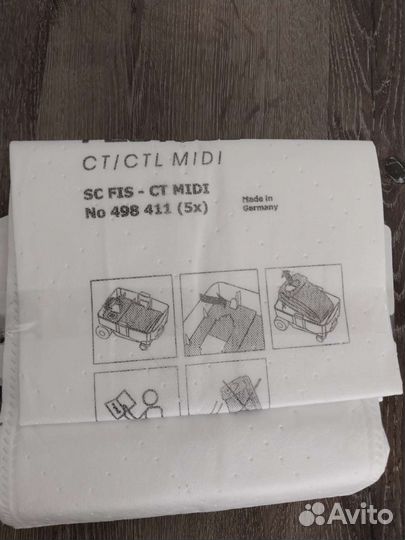 CT/CTL MIDI
SC FIS - CT MIDI
No 498 411 (5x)
Made in
Germany
Avito